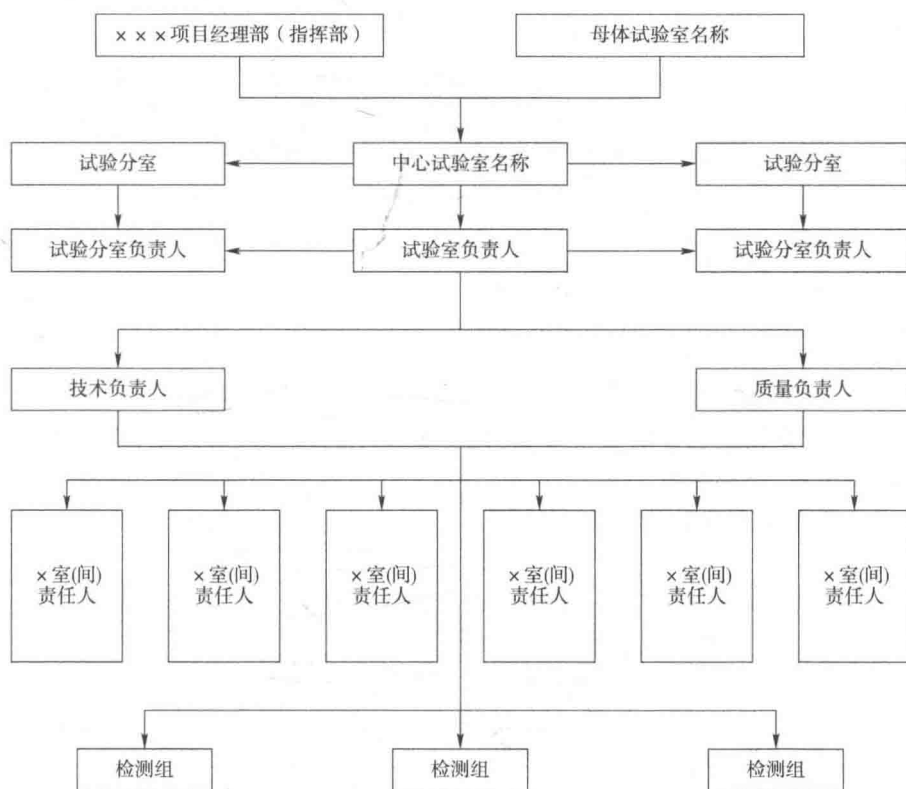 ×××项目经理部（指挥部）
母体试验室名称
试验分室
中心试验室名称
试验分室
试验分室负责人
试验室负责人
试验分室负责人
技术负责人
质量负责人
×室(间)
责任人
×室(间)
责任人
×室(间)
责任人
×室(间)
责任人
×室(间)
责任人
×室(间)
责任人
检测组
检测组
检测组